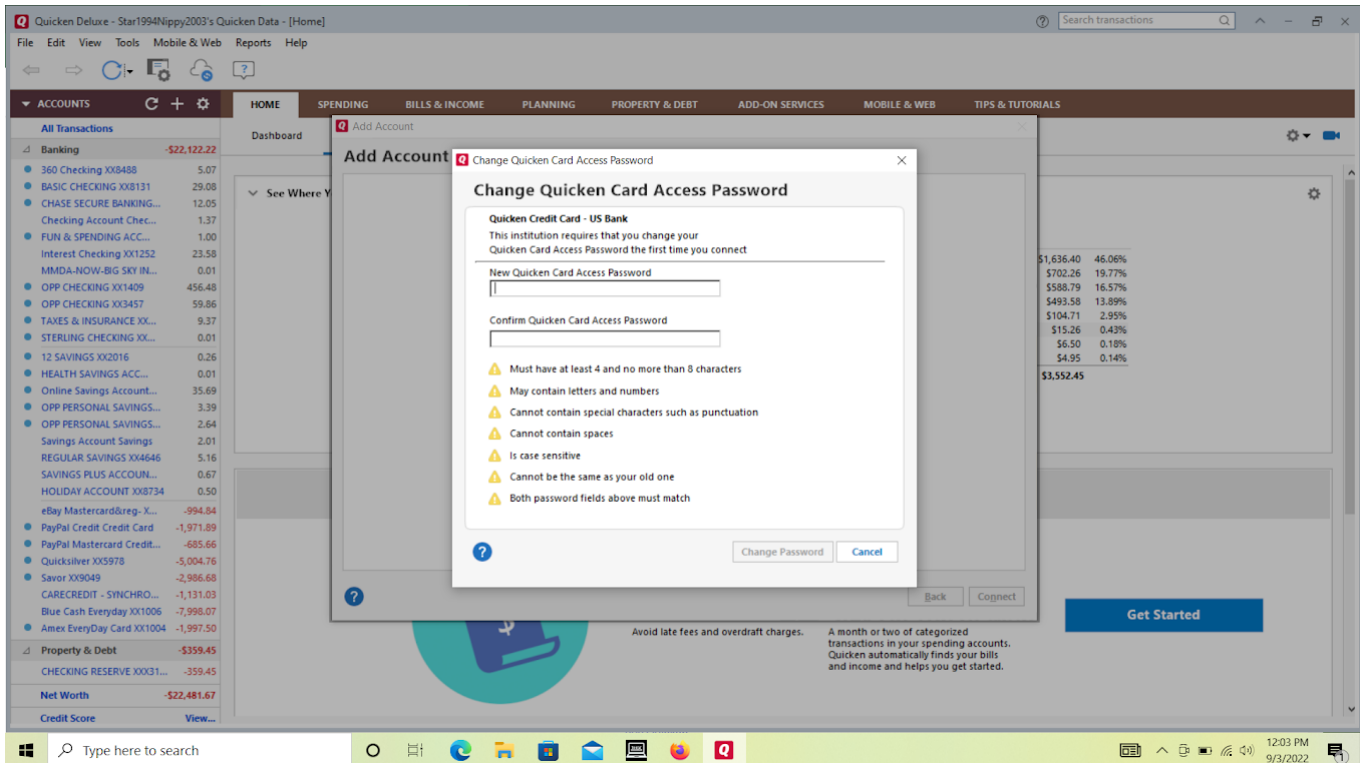 Quicken Deluxe - Star1994Nippy2003's Quicken Data - [Home]
Search transactions
File Edit View Tools Mobile & Web Reports Help
ACCOUNTS
HOME SPENDING BILLS & INCOME PLANNING PROPERTY & DEBT ADD-ON SERVICES MOBILE & WEB TIPS & TUTORIALS
All Transactions
Banking -$22,122.22
360 Checking XX8488 5.07
BASIC CHECKING XX8131 29.08
CHASE SECURE BANKING... 12.05
Checking Account Chec... 1.37
FUN & SPENDING ACC... 1.00
Interest Checking XX1252 23.58
MMDA-NOW-BIG SKY IN... 0.01
OPP CHECKING XX1409 456.48
OPP CHECKING XX3457 59.86
TAXES & INSURANCE XX... 9.37
STERLING CHECKING XX... 0.01
12 SAVINGS XX2016 0.26
HEALTH SAVINGS ACC... 0.01
Online Savings Account... 35.69
OPP PERSONAL SAVINGS... 3.39
OPP PERSONAL SAVINGS... 2.64
Savings Account Savings 2.01
REGULAR SAVINGS XX4646 5.16
SAVINGS PLUS ACCOUN... 0.67
HOLIDAY ACCOUNT XX8734 0.50
eBay Mastercard&reg- X... -994.84
PayPal Credit Credit Card -1,971.89
PayPal Mastercard Credit... -685.66
Quicksilver XX5978 -5,004.76
Savor XX9049 -2,986.68
CARECREDIT - SYNCHRO... -1,131.03
Blue Cash Everyday XX1006 -7,998.07
Amex EveryDay Card XX1004 -1,997.50
Property & Debt -$359.45
CHECKING RESERVE XXX31... -359.45
Net Worth -$22,481.67
Credit Score View...
Dashboard
See Where Y
Add Account
Add Account
Change Quicken Card Access Password
Change Quicken Card Access Password
Quicken Credit Card - US Bank
This institution requires that you change your
Quicken Card Access Password the first time you connect
New Quicken Card Access Password
Confirm Quicken Card Access Password
Must have at least 4 and no more than 8 characters
May contain letters and numbers
Cannot contain special characters such as punctuation
Cannot contain spaces
Is case sensitive
Cannot be the same as your old one
Both password fields above must match
Change Password Cancel
Back Connect
$1,636.40 46.06%
$702.26 19.77%
$588.79 16.57%
$493.58 13.89%
$104.71 2.95%
$15.26 0.43%
$6.50 0.18%
$4.95 0.14%
$3,552.45
Avoid late fees and overdraft charges.
A month or two of categorized
transactions in your spending accounts.
Quicken automatically finds your bills
and income and helps you get started.
Get Started
Type here to search
12:03 PM
9/3/2022